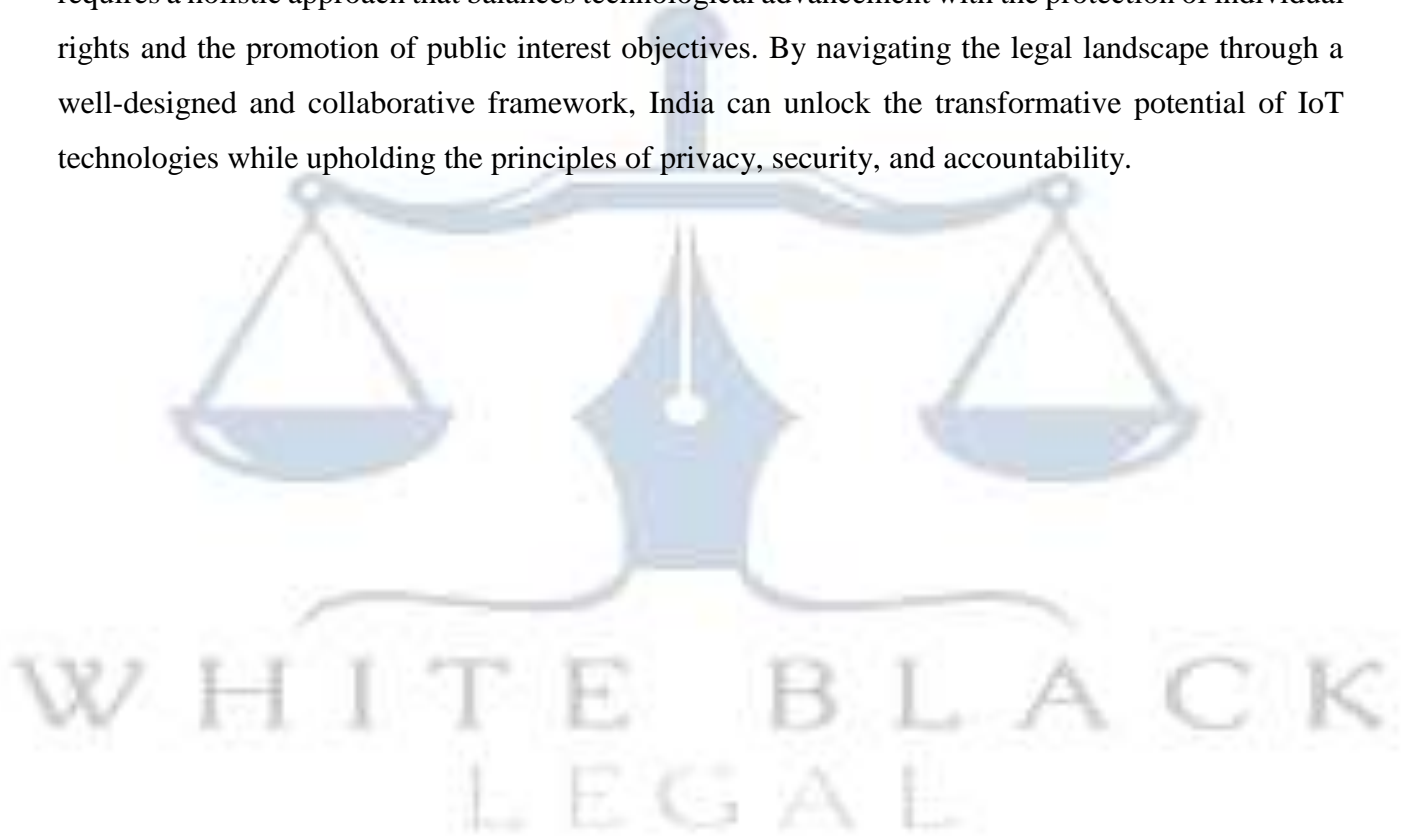 requires a holistic approach that balances technological advancement with the protection of individual
rights and the promotion of public interest objectives. By navigating the legal landscape through a
well-designed and collaborative framework, India can unlock the transformative potential of IoT
technologies while upholding the principles of privacy, security, and accountability.
WHITE BLACK
LEGAL